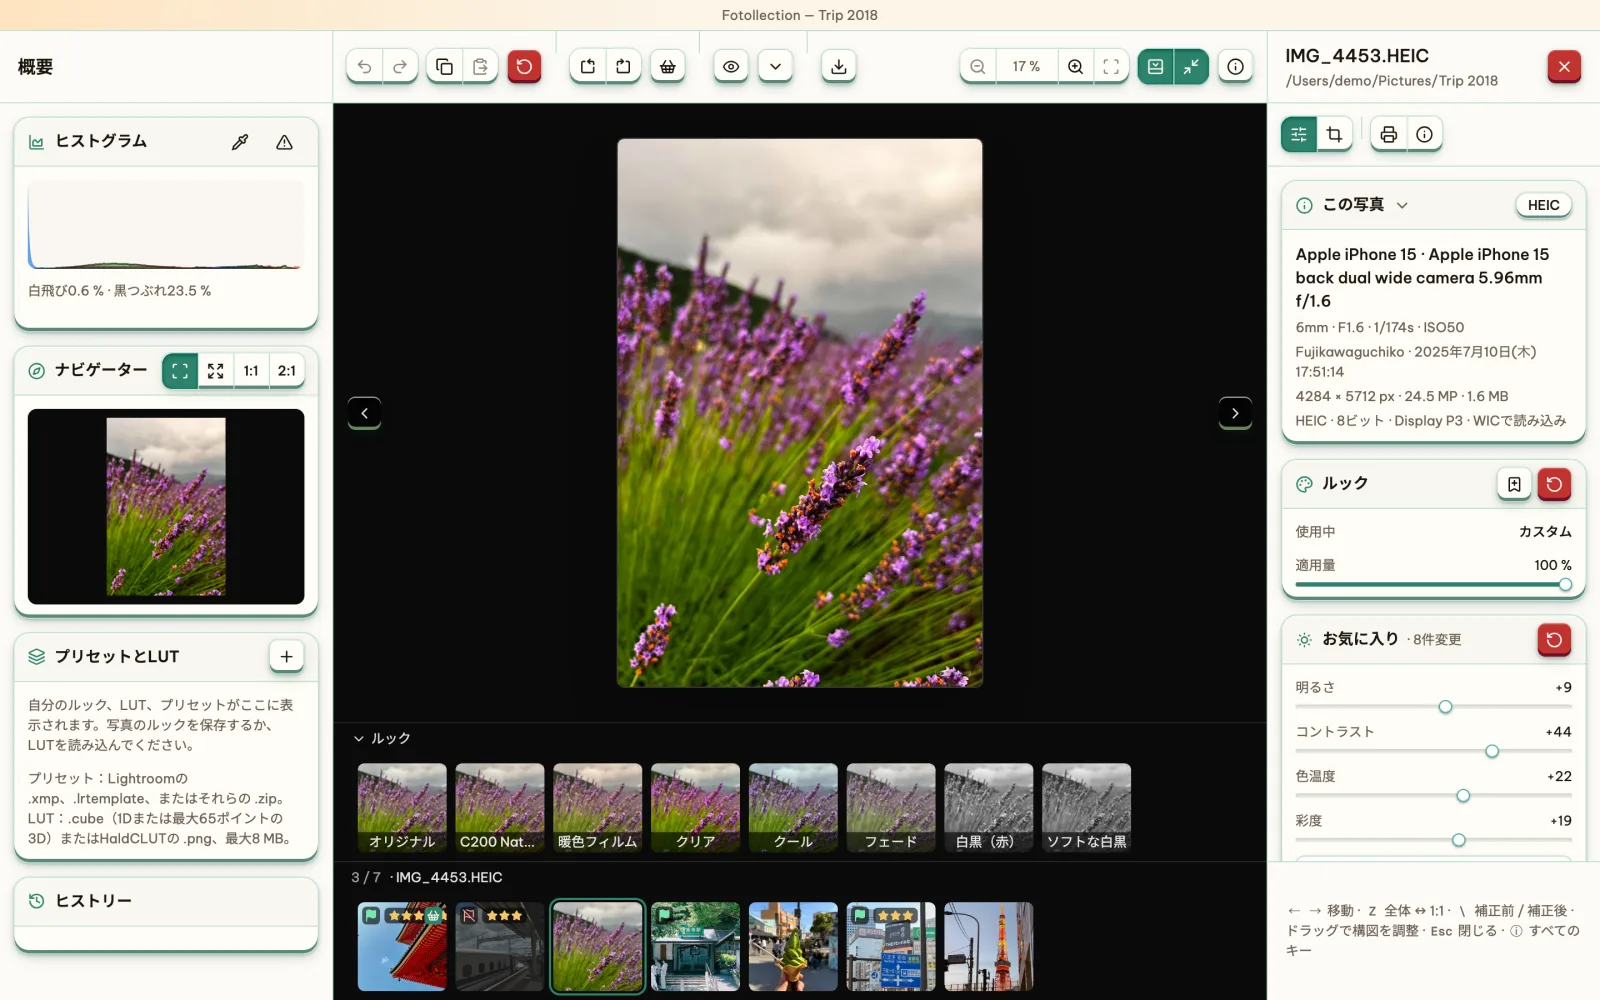 Fotollection — Trip 2018
概要
17 %
IMG_4453.HEIC
/Users/demo/Pictures/Trip 2018
ヒストグラム
白飛び0.6 % · 黒つぶれ23.5 %
ナビゲーター
1:1
2:1
プリセットとLUT
自分のルック、LUT、プリセットがここに表
示されます。写真のルックを保存するか、
LUTを読み込んでください。
プリセット：Lightroomの
.xmp、.lrtemplate、またはそれらの .zip。
LUT：.cube（1Dまたは最大65ポイントの
3D）またはHaldCLUTの .png、最大8 MB。
ヒストリー
ルック
オリジナル
C200 Nat...
暖色フィルム
クリア
クール
フェード
白黒（赤）
ソフトな白黒
3 / 7 · IMG_4453.HEIC
この写真
HEIC
Apple iPhone 15 · Apple iPhone 15
back dual wide camera 5.96mm
f/1.6
6mm · F1.6 · 1/174s · ISO50
Fujikawaguchiko · 2025年7月10日(木)
17:51:14
4284 × 5712 px · 24.5 MP · 1.6 MB
HEIC · 8ビット · Display P3 · WICで読み込み
ルック
使用中
カスタム
適用量
100 %
お気に入り · 8件変更
明るさ
+9
コントラスト
+44
色温度
+22
彩度
+19
← → 移動 · Z 全体 ↔ 1:1 · \ 補正前 / 補正後 ·
ドラッグで構図を調整 · Esc 閉じる · ⓘ すべての
キー